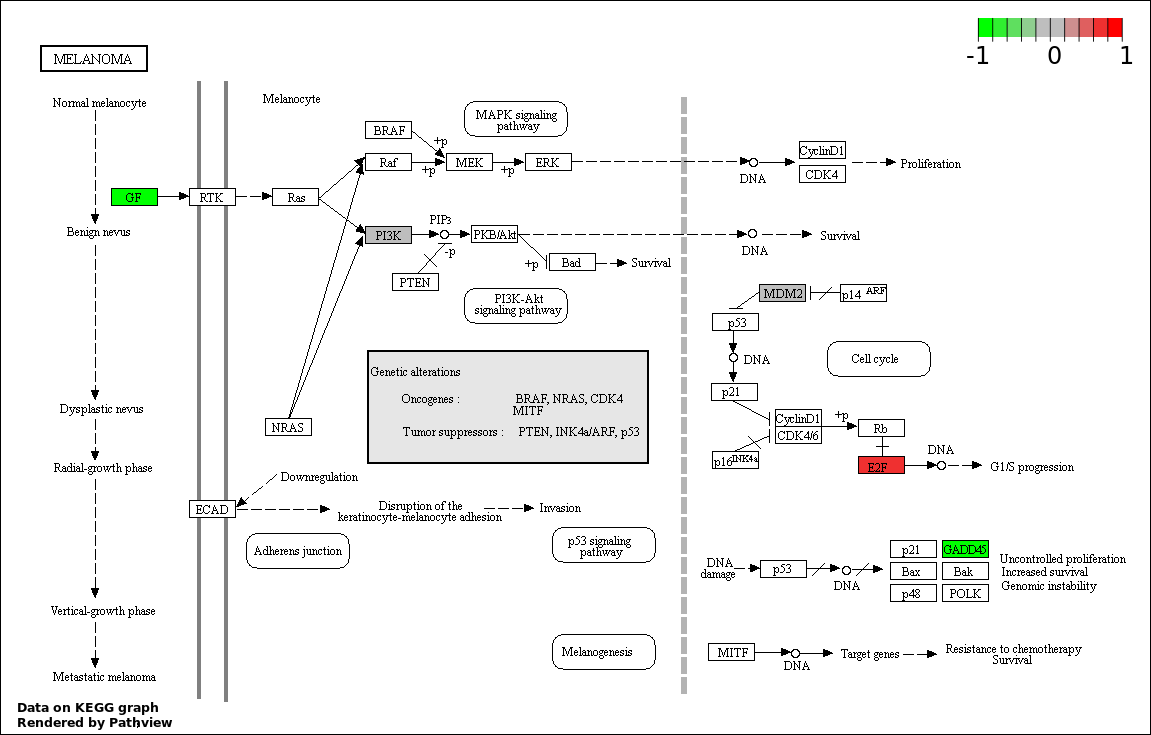 MELANOMA
-1 0 1
Normal melanocyte
Melanocyte
MAPK signaling
pathway
BRAF
+p
Raf
+p
MEK
+p
ERK
DNA
CyclinD1
CDK4
Proliferation
GF
RTK
Ras
Benign nevus
PI3K
PIP3
-p
PKB/Akt
DNA
Survival
PTEN
+p
Bad
Survival
PI3K-Akt
signaling pathway
MDM2
p14 ARF
p53
DNA
Cell cycle
p21
Genetic alterations
Oncogenes : BRAF, NRAS, CDK4
MITF
Tumor suppressors : PTEN, INK4a/ARF, p53
Dysplastic nevus
NRAS
CyclinD1
CDK4/6
+p
Rb
p16INK4a
E2F
DNA
G1/S progression
Radial-growth phase
Downregulation
ECAD
Disruption of the
keratinocyte-melanocyte adhesion
Invasion
Adherens junction
p53 signaling
pathway
DNA
damage
p53
DNA
p21
GADD45
Bax
Bak
p48
POLK
Uncontrolled proliferation
Increased survival
Genomic instability
Vertical-growth phase
Melanogenesis
MITF
DNA
Target genes
Resistance to chemotherapy
Survival
Metastatic melanoma
Data on KEGG graph
Rendered by Pathview